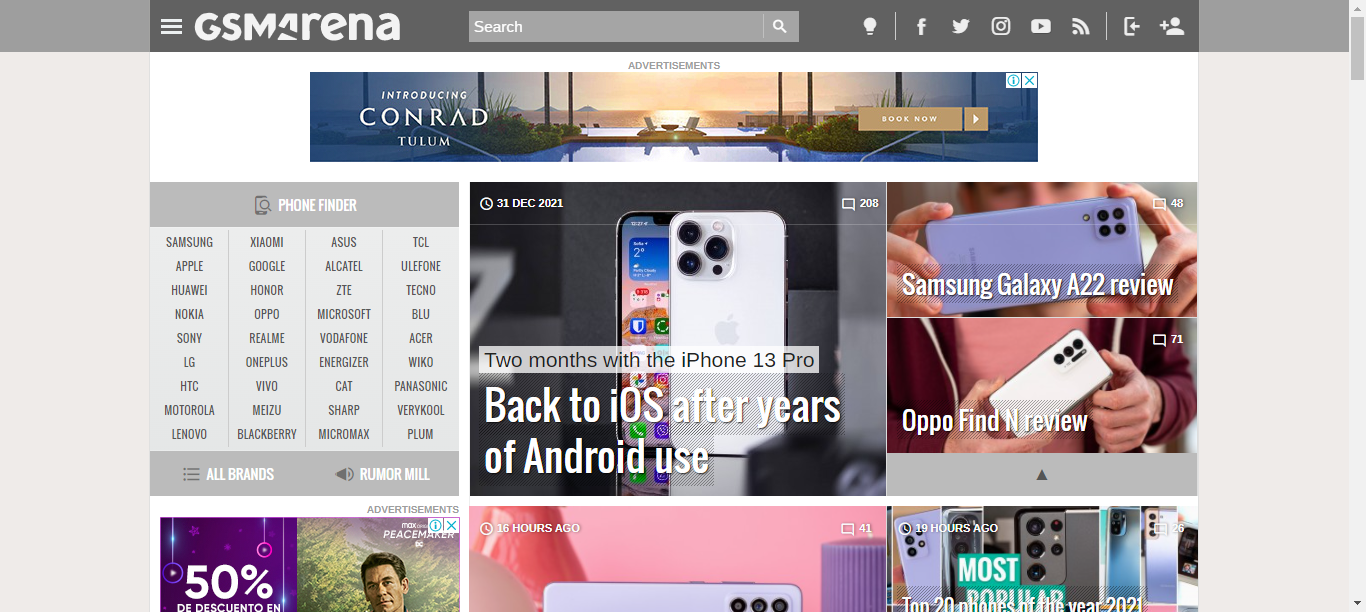 GSMArena
Search
ADVERTISEMENTS
INTRODUCING
CONRAD
TULUM
BOOK NOW
PHONE FINDER
SAMSUNG XIAOMI ASUS TCL
APPLE GOOGLE ALCATEL ULEFONE
HUAWEI HONOR ZTE TECNO
NOKIA OPPO MICROSOFT BLU
SONY REALME VODAFONE ACER
LG ONEPLUS ENERGIZER WIKO
HTC VIVO CAT PANASONIC
MOTOROLA MEIZU SHARP VERYKOOL
LENOVO BLACKBERRY MICROMAX PLUM
ALL BRANDS RUMOR MILL
31 DEC 2021 208
12:27
2°
Two months with the iPhone 13 Pro
Back to iOS after years
of Android use
48
Samsung Galaxy A22 review
71
Oppo Find N review
▲
ADVERTISEMENTS
50%
DE DESCUENTO EN
max
PEACEMAKER
DC
16 HOURS AGO 41
19 HOURS AGO 26
MOST
POPULAR
Top 20 phones of the year 2021